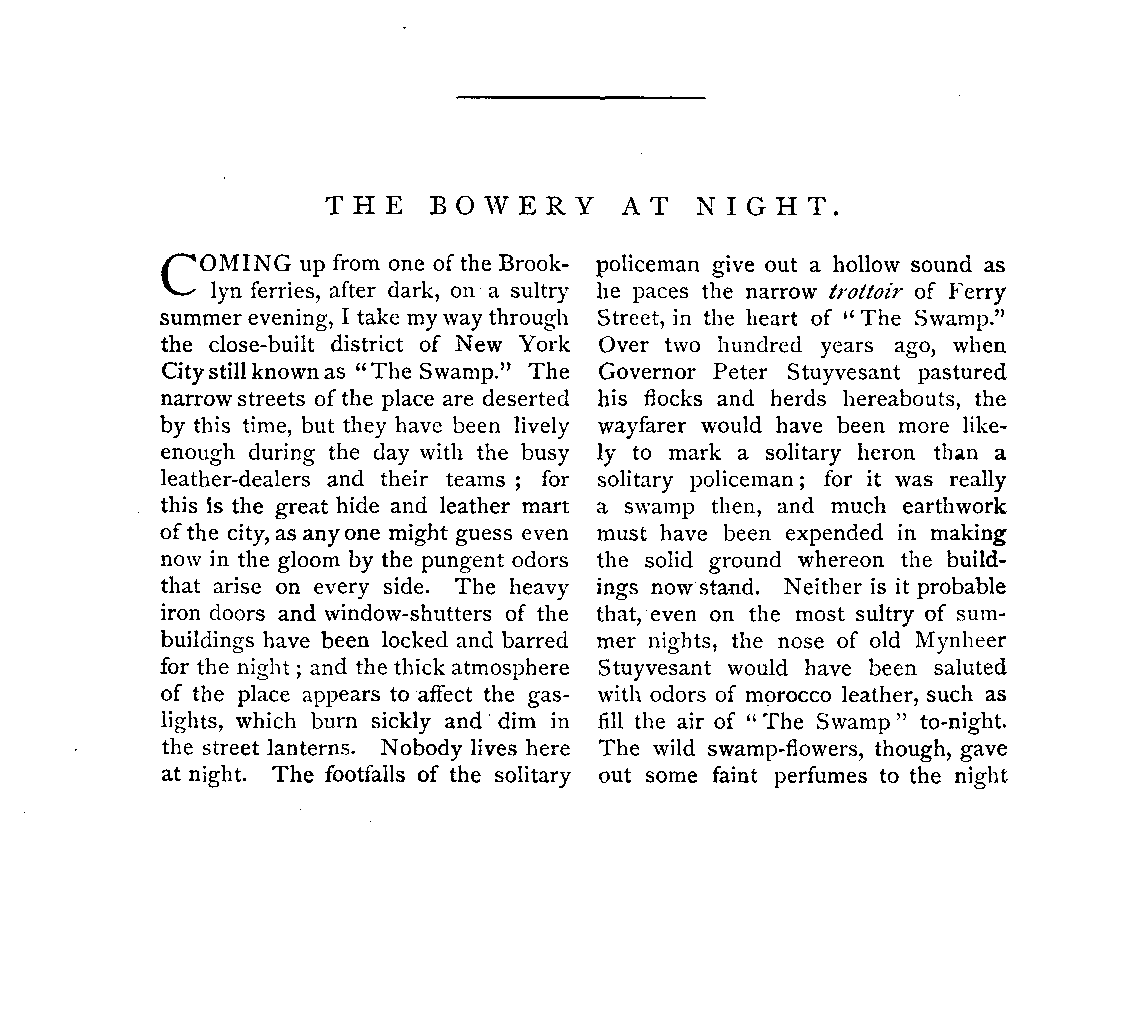 THE BOWERY AT NIGHT.
COMING up from one of the Brook-
lyn ferries, after dark, on a sultry
summer evening, I take my way through
the close-built district of New York
City still known as "The Swamp." The
narrow streets of the place are deserted
by this time, but they have been lively
enough during the day with the busy
leather-dealers and their teams ; for
this is the great hide and leather mart
of the city, as any one might guess even
now in the gloom by the pungent odors
that arise on every side. The heavy
iron doors and window-shutters of the
buildings have been locked and barred
for the night ; and the thick atmosphere
of the place appears to affect the gas-
lights, which burn sickly and dim in
the street lanterns. Nobody lives here
at night. The footfalls of the solitary
policeman give out a hollow sound as
he paces the narrow trottoir of Ferry
Street, in the heart of "The Swamp."
Over two hundred years ago, when
Governor Peter Stuyvesant pastured
his flocks and herds hereabouts, the
wayfarer would have been more like-
ly to mark a solitary heron than a
solitary policeman ; for it was really
a swamp then, and much earthwork
must have been expended in making
the solid ground whereon the build-
ings now stand. Neither is it probable
that, even on the most sultry of sum-
mer nights, the nose of old Mynheer
Stuyvesant would have been saluted
with odors of morocco leather, such as
fill the air of "The Swamp" to-night.
The wild swamp-flowers, though, gave
out some faint perfumes to the night